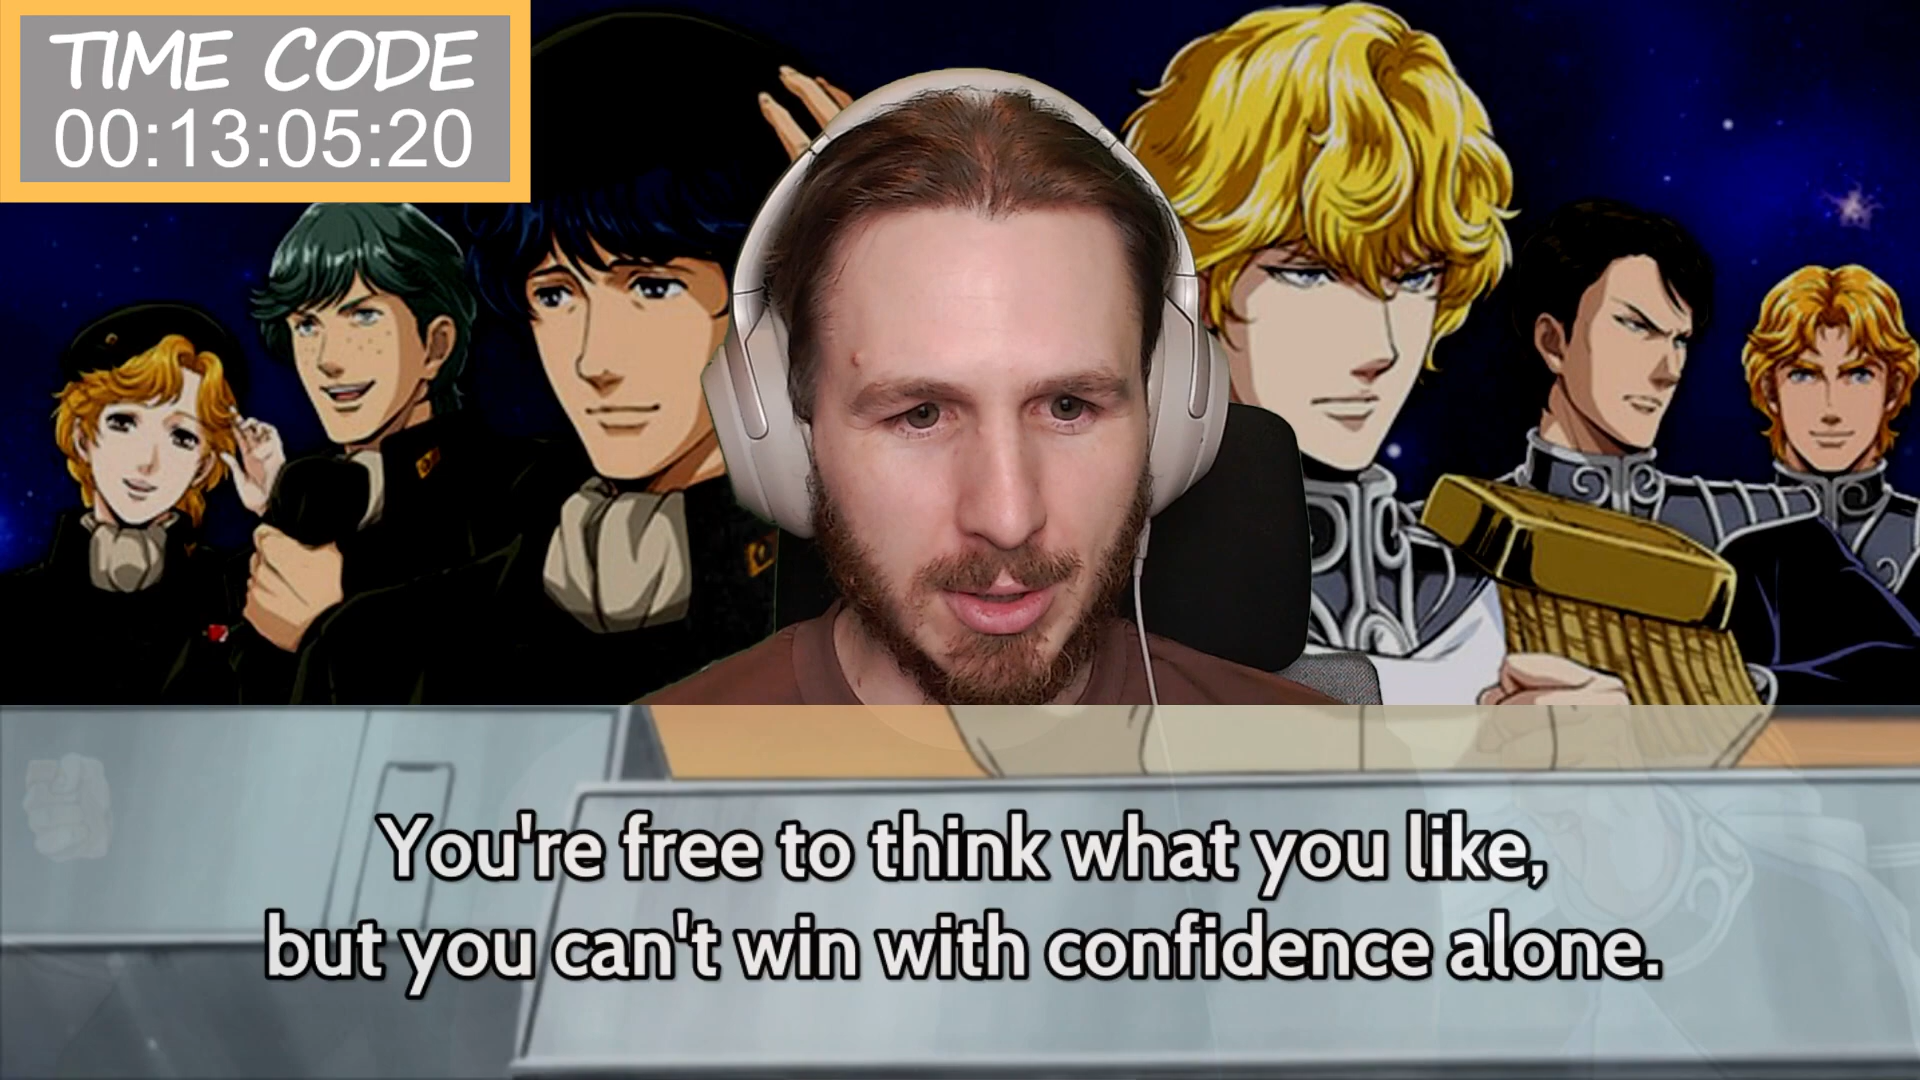 TIME CODE
00:13:05:20
You're free to think what you like,
but you can't win with confidence alone.